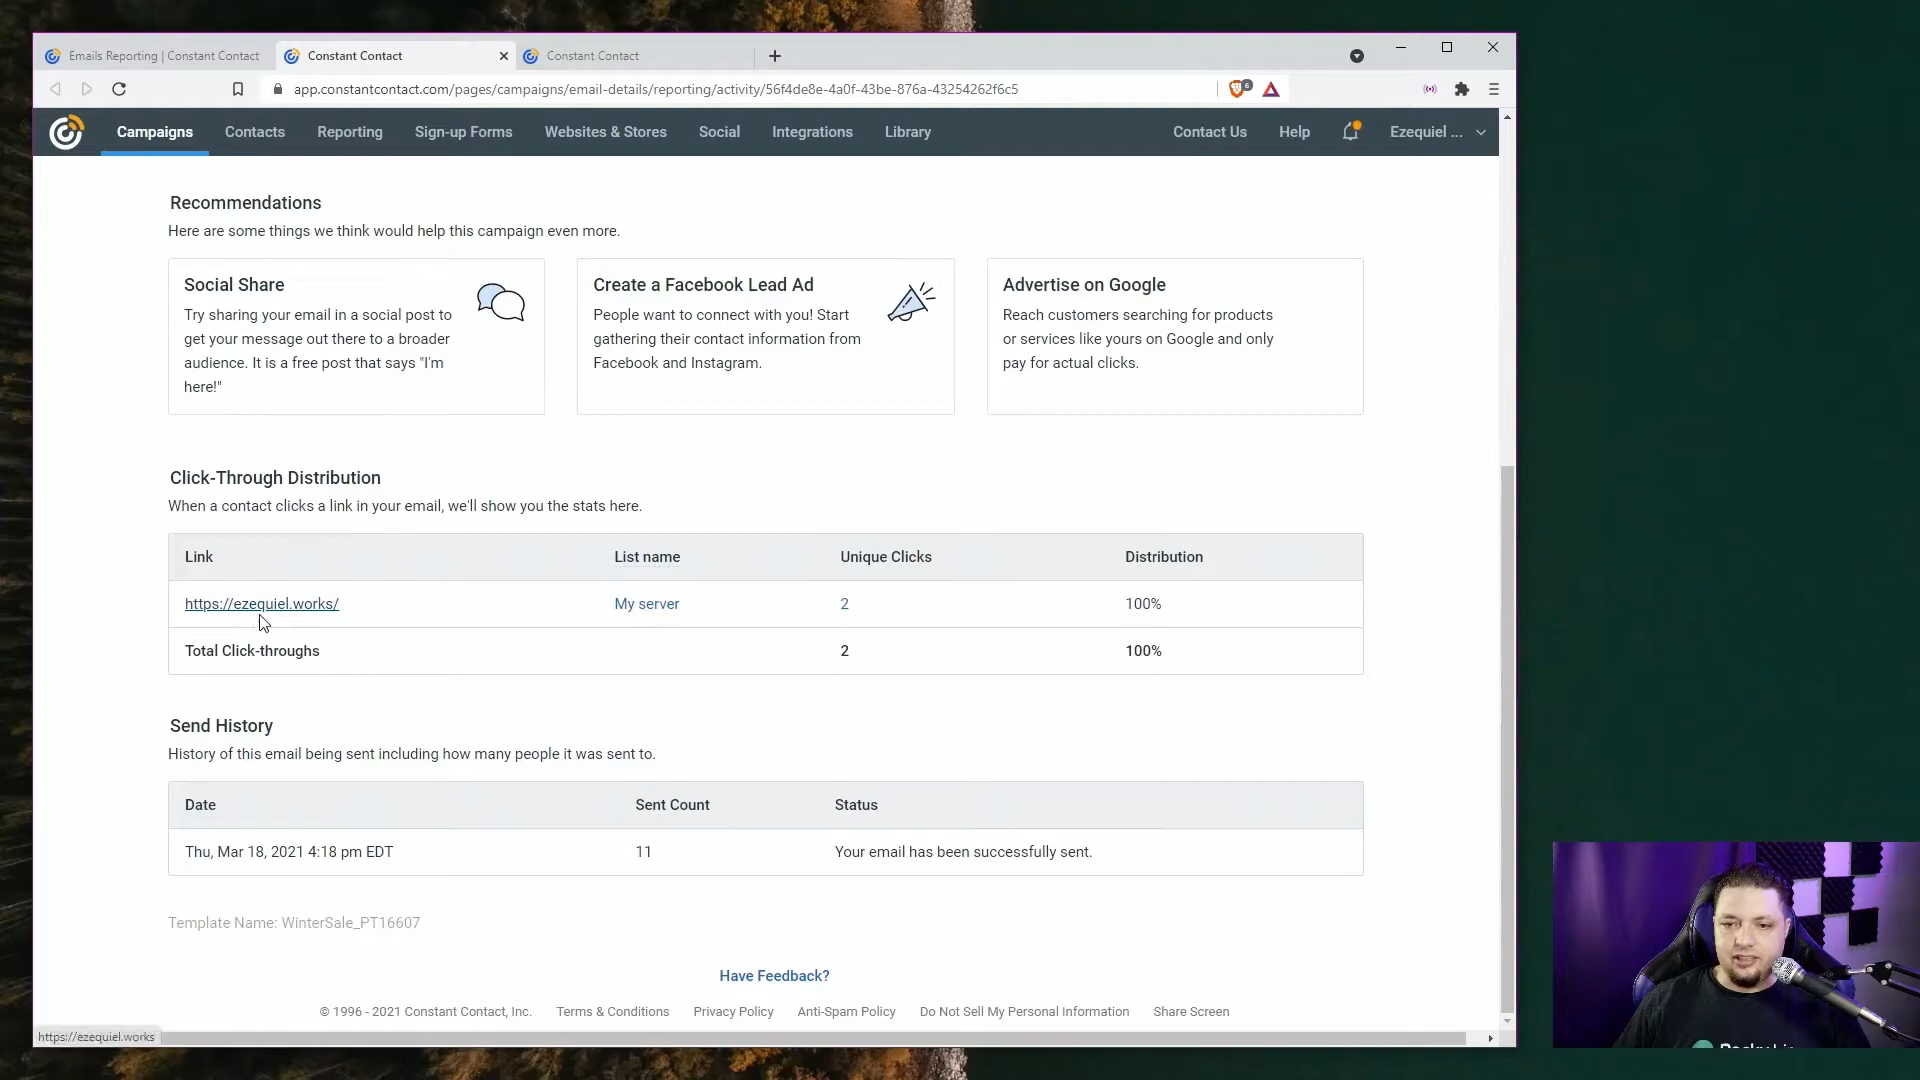 Emails Reporting | Constant Contact
Constant Contact
Constant Contact
app.constantcontact.com/pages/campaigns/email-details/reporting/activity/56f4de8e-4a0f-43be-876a-43254262f6c5
6
Campaigns
Contacts
Reporting
Sign-up Forms
Websites & Stores
Social
Integrations
Library
Contact Us
Help
Ezequiel ...
Recommendations
Here are some things we think would help this campaign even more.
Social Share
Try sharing your email in a social post to
get your message out there to a broader
audience. It is a free post that says "I'm
here!"
Create a Facebook Lead Ad
People want to connect with you! Start
gathering their contact information from
Facebook and Instagram.
Advertise on Google
Reach customers searching for products
or services like yours on Google and only
pay for actual clicks.
Click-Through Distribution
When a contact clicks a link in your email, we'll show you the stats here.
Link List name Unique Clicks Distribution
https://ezequiel.works/ My server 2 100%
Total Click-throughs 2 100%
Send History
History of this email being sent including how many people it was sent to.
Date Sent Count Status
Thu, Mar 18, 2021 4:18 pm EDT 11 Your email has been successfully sent.
Template Name: WinterSale_PT16607
Have Feedback?
© 1996 - 2021 Constant Contact, Inc. Terms & Conditions Privacy Policy Anti-Spam Policy Do Not Sell My Personal Information Share Screen
https://ezequiel.works